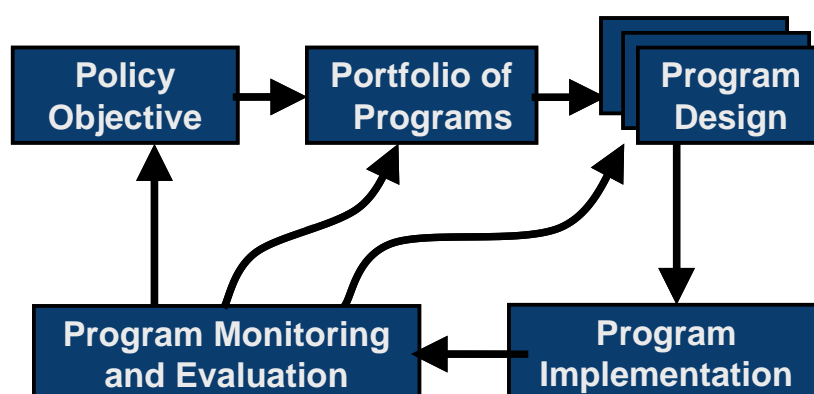 Policy
Objective
Portfolio of
Programs
Program
Design
Program Monitoring
and Evaluation
Program
Implementation